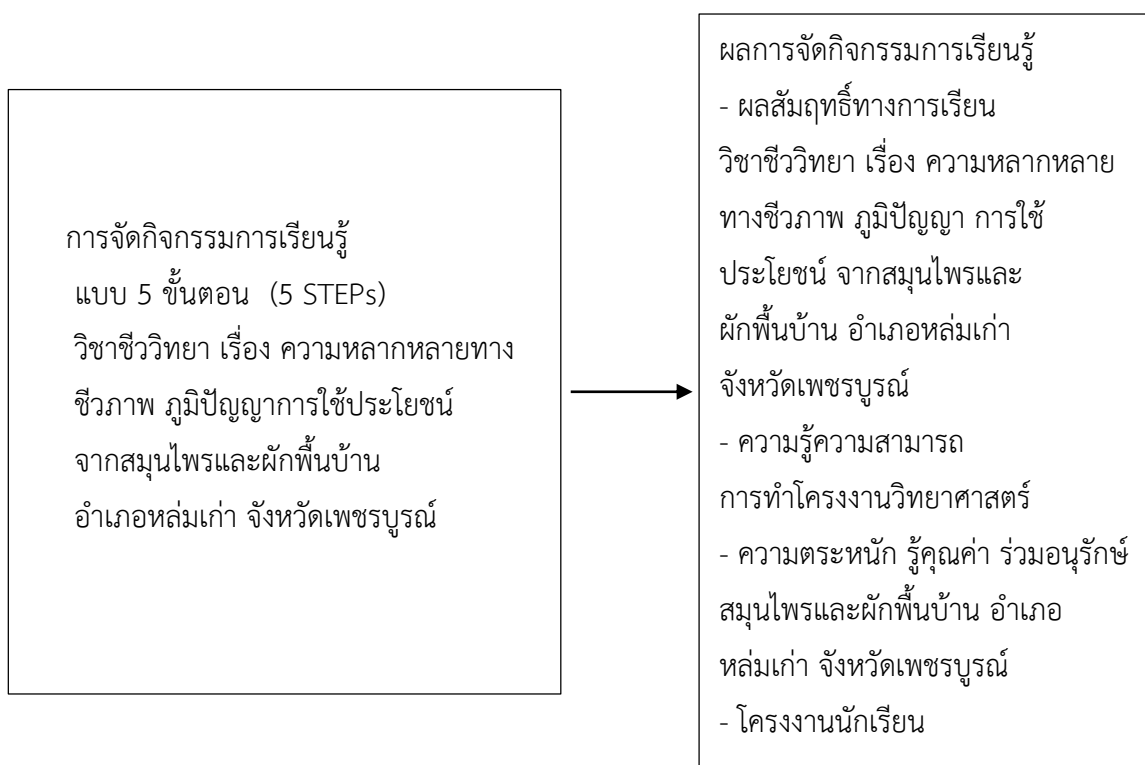 การจัดกิจกรรมการเรียนรู้
แบบ 5 ขั้นตอน (5 STEPs)
วิชาชีววิทยา เรื่อง ความหลากหลายทาง
ชีวภาพ ภูมิปัญญาการใช้ประโยชน์
จากสมุนไพรและผักพื้นบ้าน
อำเภอหล่มเก่า จังหวัดเพชรบูรณ์
ผลการจัดกิจกรรมการเรียนรู้
- ผลสัมฤทธิ์ทางการเรียน
วิชาชีววิทยา เรื่อง ความหลากหลาย
ทางชีวภาพ ภูมิปัญญา การใช้
ประโยชน์ จากสมุนไพรและ
ผักพื้นบ้าน อำเภอหล่มเก่า
จังหวัดเพชรบูรณ์
- ความรู้ความสามารถ
การทำโครงงานวิทยาศาสตร์
- ความตระหนัก รู้คุณค่า ร่วมอนุรักษ์
สมุนไพรและผักพื้นบ้าน อำเภอ
หล่มเก่า จังหวัดเพชรบูรณ์
- โครงงานนักเรียน